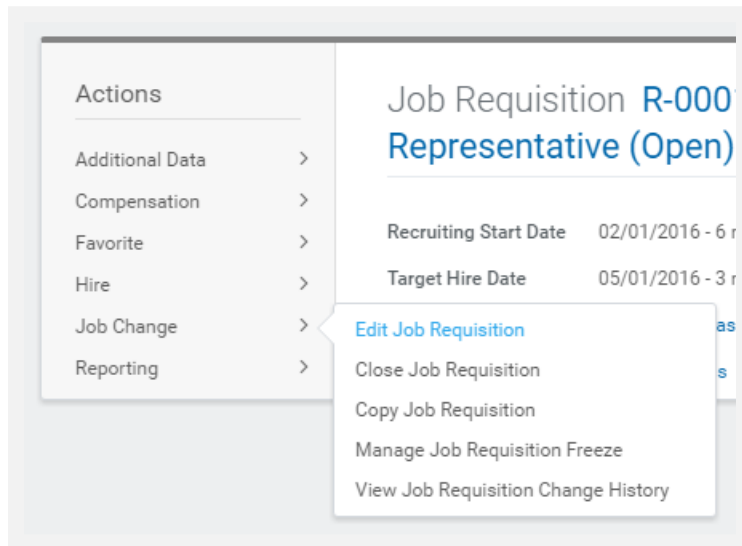 Actions
Additional Data
Compensation
Favorite
Hire
Job Change
Reporting
Job Requisition R-000
Representative (Open)
Recruiting Start Date 02/01/2016 - 6
Target Hire Date 05/01/2016 - 3
as
s
Edit Job Requisition
Close Job Requisition
Copy Job Requisition
Manage Job Requisition Freeze
View Job Requisition Change History